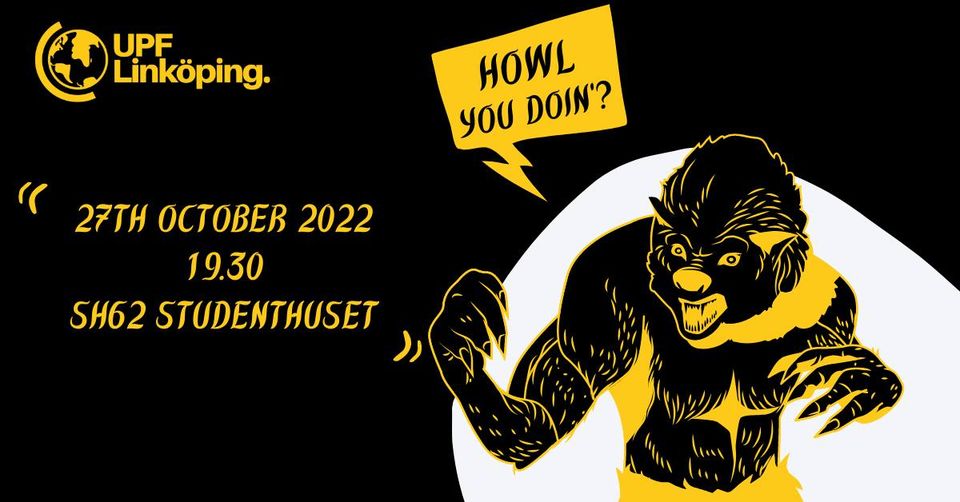 UPF
Linköping.
HOWL
YOU DOIN'?
27TH OCTOBER 2022
19.30
SH62 STUDENTHUSET